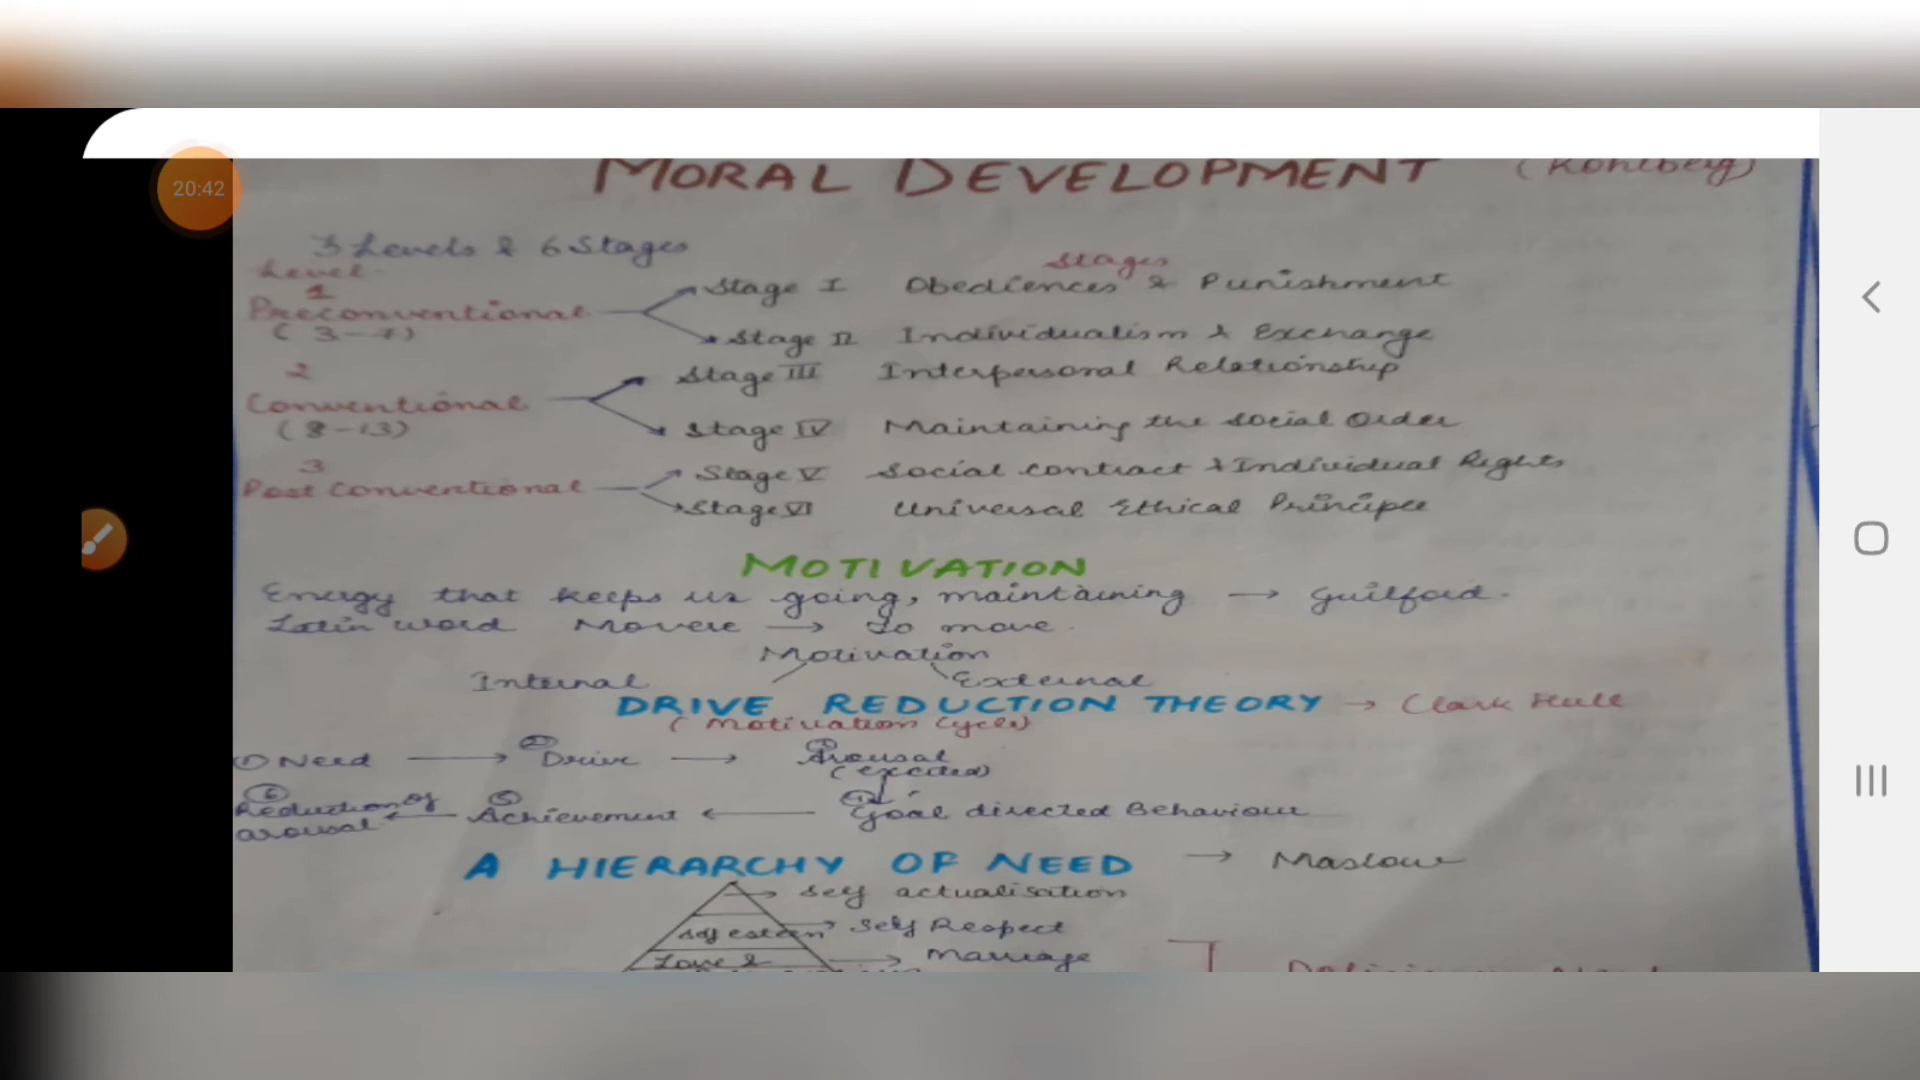 MORAL DEVELOPMENT (Kohlberg)
20:42
3 Levels & 6 Stages
Level Stages
1 Stage I Obediences & Punishment
Preconventional
(3-7) Stage II Individualism & Exchange
2 Stage III Interpersonal Relationship
Conventional
(8-13) Stage IV Maintaining the social Order
3 Stage V Social contract & Individual Rights
Post Conventional
Stage VI Universal Ethical Principle
MOTIVATION
Energy that keeps us going, maintaining → Guilford.
Latin word Movere → To move.
Motivation
Internal External
DRIVE REDUCTION THEORY → Clark Hull
(Motivation Cycle)
① Need → ② Drive → ③ Arousal
(excited)
⑥ Reduction of ← ⑤ Achievement ← ④ Goal directed Behaviour
arousal
A HIERARCHY OF NEED → Maslow
→ self actualisation
self esteem → Self Respect
Love & → Marriage